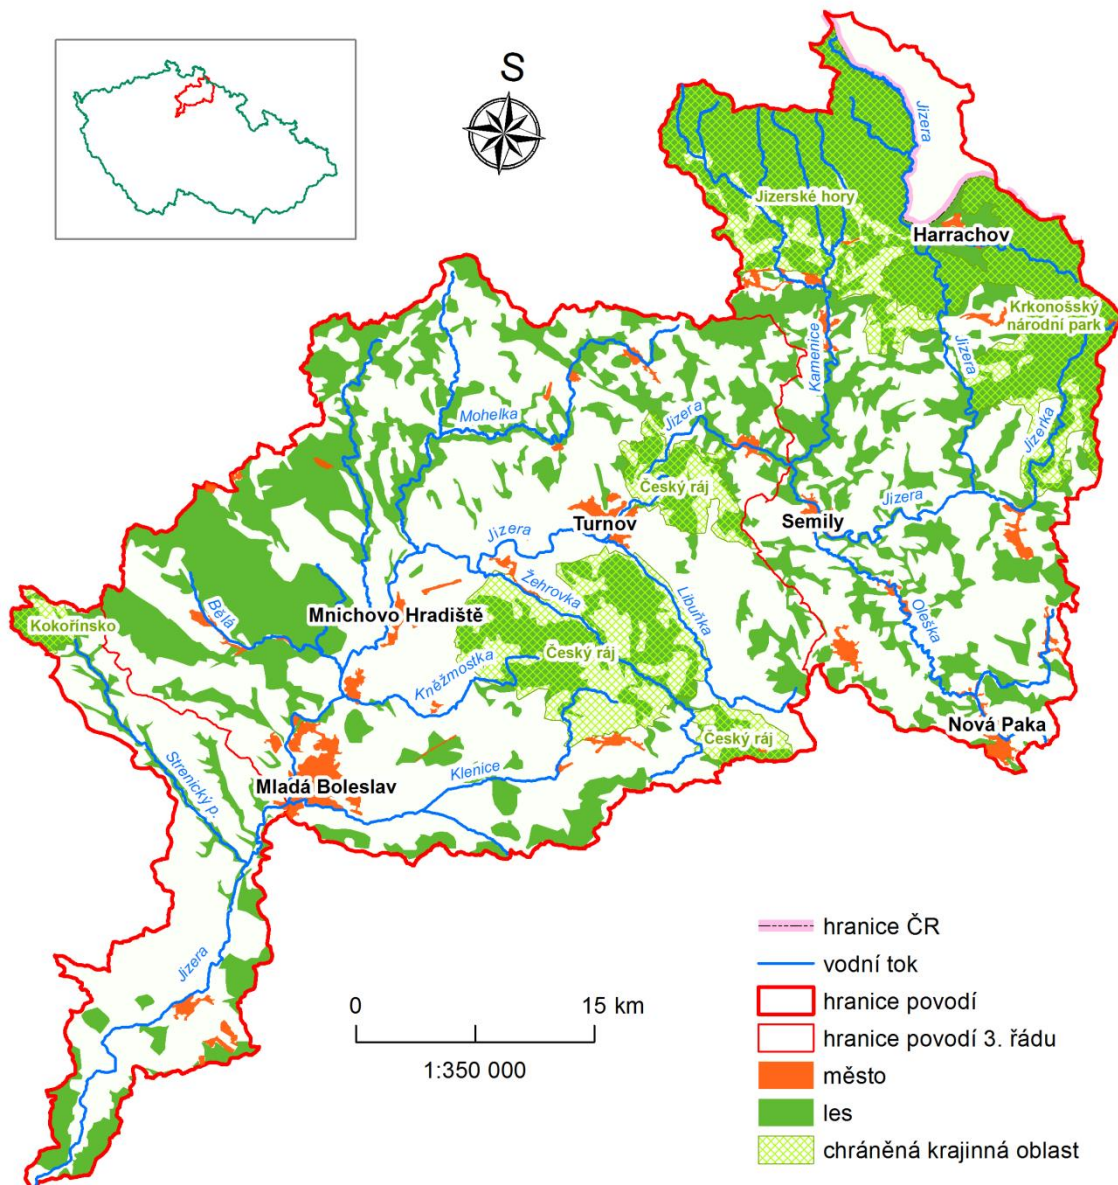 S
Jizera
Jizerské hory
Harrachov
Krkonošský
národní park
Kamenice
Jizera
Mohelka
Jizera
Jizerka
Český ráj
Jizera
Turnov
Semily
Jizera
Žehrovka
Libuňka
Oleška
Bělá
Mnichovo Hradiště
Kokořínsko
Český ráj
Kněžmostka
Nová Paka
Český ráj
Strenický p.
Klenice
Mladá Boleslav
Jizera
0 15 km
1:350 000
hranice ČR
vodní tok
hranice povodí
hranice povodí 3. řádu
město
les
chráněná krajinná oblast